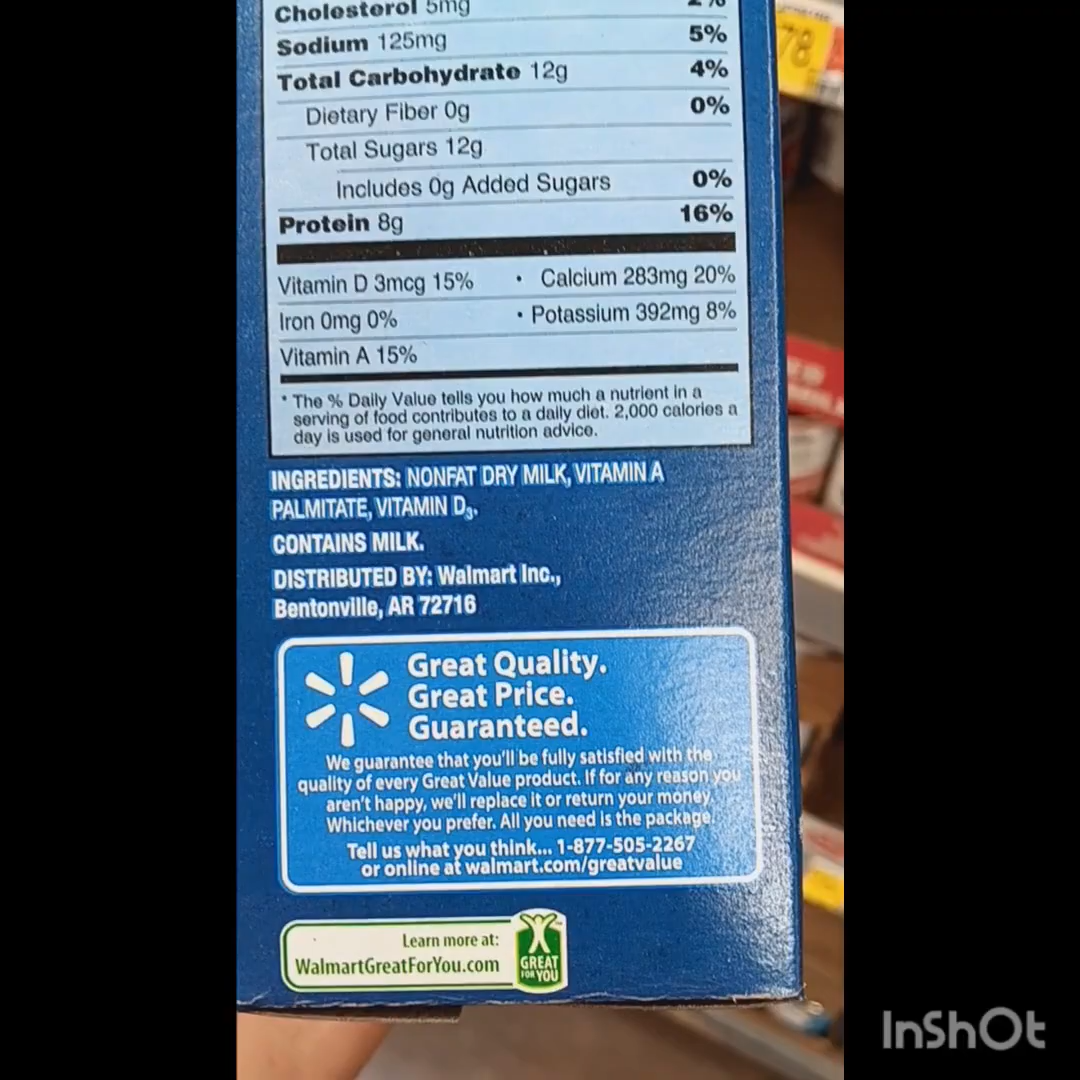 Cholesterol 5mg
Sodium 125mg 5%
Total Carbohydrate 12g 4%
Dietary Fiber 0g 0%
Total Sugars 12g
Includes 0g Added Sugars 0%
Protein 8g 16%
Vitamin D 3mcg 15% • Calcium 283mg 20%
Iron 0mg 0% • Potassium 392mg 8%
Vitamin A 15%
* The % Daily Value tells you how much a nutrient in a
serving of food contributes to a daily diet. 2,000 calories a
day is used for general nutrition advice.
INGREDIENTS: NONFAT DRY MILK, VITAMIN A
PALMITATE, VITAMIN D₃.
CONTAINS MILK.
DISTRIBUTED BY: Walmart Inc.,
Bentonville, AR 72716
Great Quality.
Great Price.
Guaranteed.
We guarantee that you'll be fully satisfied with the
quality of every Great Value product. If for any reason you
aren't happy, we'll replace it or return your money.
Whichever you prefer. All you need is the package.
Tell us what you think... 1-877-505-2267
or online at walmart.com/greatvalue
Learn more at:
WalmartGreatForYou.com
GREAT
FOR YOU
78
InShOt